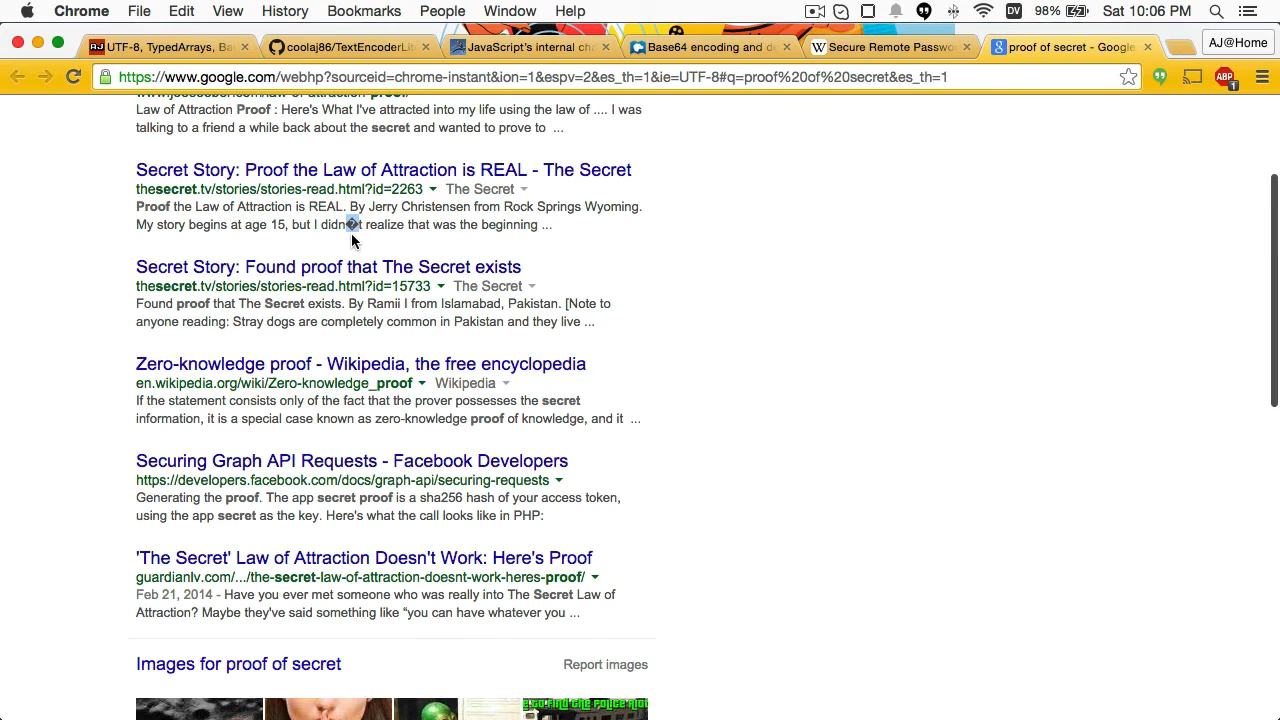 Chrome File Edit View History Bookmarks People Window Help 98% Sat 10:06 PM
UTF-8, TypedArrays, Ba
coolaj86/TextEncoderLit
JavaScript's internal cha
Base64 encoding and de
Secure Remote Passwo
proof of secret - Google
AJ@Home
https://www.google.com/webhp?sourceid=chrome-instant&ion=1&espv=2&es_th=1&ie=UTF-8#q=proof%20of%20secret&es_th=1
ABP
1
Law of Attraction Proof : Here's What I've attracted into my life using the law of .... I was
talking to a friend a while back about the secret and wanted to prove to ...
Secret Story: Proof the Law of Attraction is REAL - The Secret
thesecret.tv/stories/stories-read.html?id=2263 The Secret
Proof the Law of Attraction is REAL. By Jerry Christensen from Rock Springs Wyoming.
My story begins at age 15, but I didn�t realize that was the beginning ...
Secret Story: Found proof that The Secret exists
thesecret.tv/stories/stories-read.html?id=15733 The Secret
Found proof that The Secret exists. By Ramii I from Islamabad, Pakistan. [Note to
anyone reading: Stray dogs are completely common in Pakistan and they live ...
Zero-knowledge proof - Wikipedia, the free encyclopedia
en.wikipedia.org/wiki/Zero-knowledge_proof Wikipedia
If the statement consists only of the fact that the prover possesses the secret
information, it is a special case known as zero-knowledge proof of knowledge, and it ...
Securing Graph API Requests - Facebook Developers
https://developers.facebook.com/docs/graph-api/securing-requests
Generating the proof. The app secret proof is a sha256 hash of your access token,
using the app secret as the key. Here's what the call looks like in PHP:
'The Secret' Law of Attraction Doesn't Work: Here's Proof
guardianlv.com/.../the-secret-law-of-attraction-doesnt-work-heres-proof/
Feb 21, 2014 - Have you ever met someone who was really into The Secret Law of
Attraction? Maybe they've said something like “you can have whatever you ...
Images for proof of secret
Report images